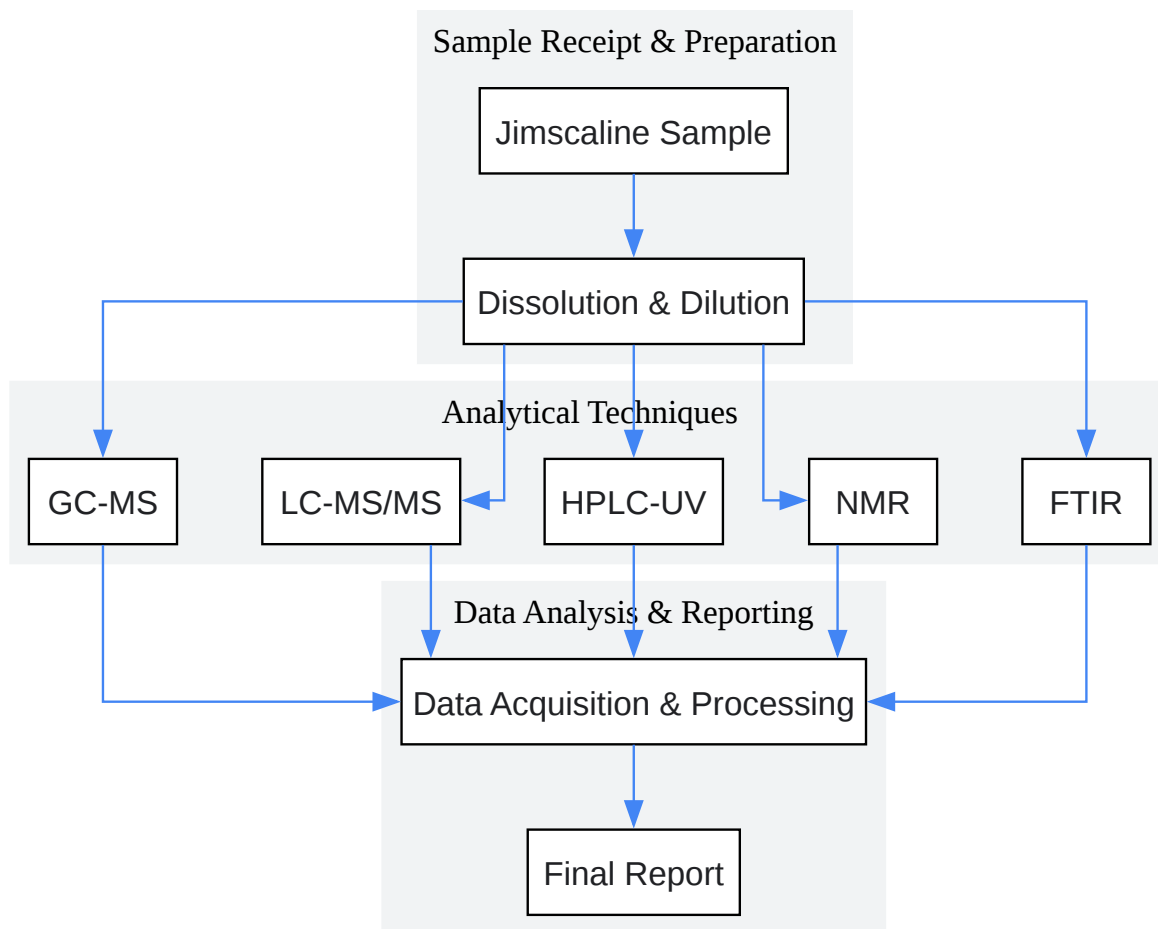 Sample Receipt & Preparation
Jimscaline Sample
Dissolution & Dilution
Analytical Techniques
GC-MS
LC-MS/MS
HPLC-UV
NMR
FTIR
Data Analysis & Reporting
Data Acquisition & Processing
Final Report